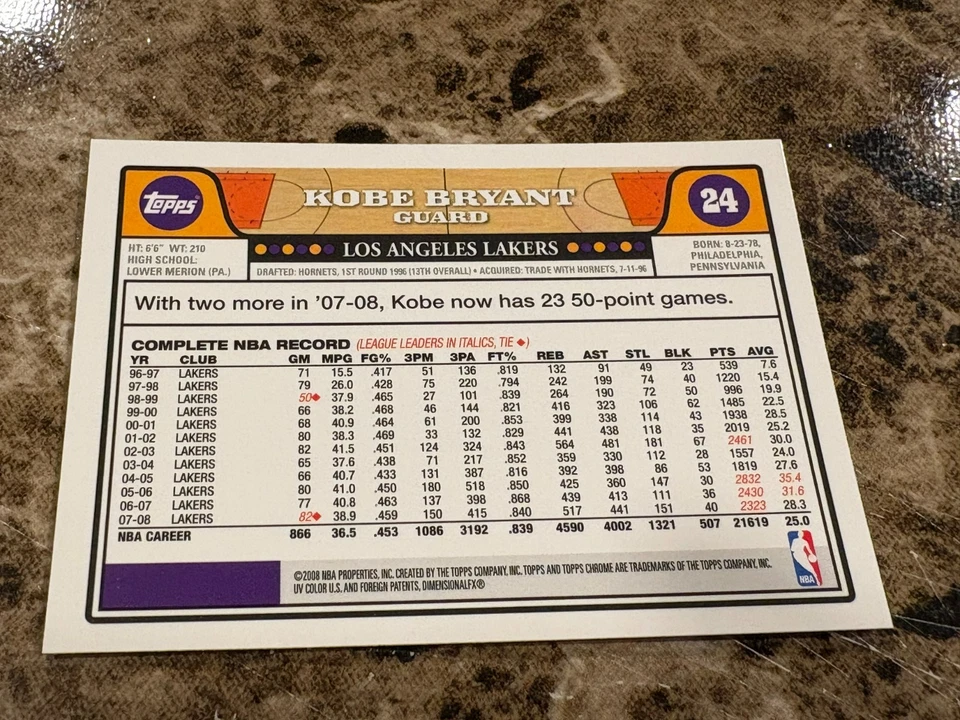 topps
KOBE BRYANT
GUARD
24
LOS ANGELES LAKERS
HT: 6'6" WT: 210
HIGH SCHOOL:
LOWER MERION (PA.)
DRAFTED: HORNETS, 1ST ROUND 1996 (13TH OVERALL) • ACQUIRED: TRADE WITH HORNETS, 7-11-96
BORN: 8-23-78,
PHILADELPHIA,
PENNSYLVANIA
With two more in '07-08, Kobe now has 23 50-point games.
COMPLETE NBA RECORD (LEAGUE LEADERS IN ITALICS, TIE ◆)
YR CLUB GM MPG FG% 3PM 3PA FT% REB AST STL BLK PTS AVG
96-97 LAKERS 71 15.5 .417 51 136 .819 132 91 49 23 539 7.6
97-98 LAKERS 79 26.0 .428 75 220 .794 242 199 74 40 1220 15.4
98-99 LAKERS 50◆ 37.9 .465 27 101 .839 264 190 72 50 996 19.9
99-00 LAKERS 66 38.2 .468 46 144 .821 416 323 106 62 1485 22.5
00-01 LAKERS 68 40.9 .464 61 200 .853 399 338 114 43 1938 28.5
01-02 LAKERS 80 38.3 .469 33 132 .829 441 438 118 35 2019 25.2
02-03 LAKERS 82 41.5 .451 124 324 .843 564 481 181 67 2461 30.0
03-04 LAKERS 65 37.6 .438 71 217 .852 359 330 112 28 1557 24.0
04-05 LAKERS 66 40.7 .433 131 387 .816 392 398 86 53 1819 27.6
05-06 LAKERS 80 41.0 .450 180 518 .850 425 360 147 30 2832 35.4
06-07 LAKERS 77 40.8 .463 137 398 .868 439 413 111 36 2430 31.6
07-08 LAKERS 82◆ 38.9 .459 150 415 .840 517 441 151 40 2323 28.3
NBA CAREER 866 36.5 .453 1086 3192 .839 4590 4002 1321 507 21619 25.0
©2008 NBA PROPERTIES, INC. CREATED BY THE TOPPS COMPANY, INC. TOPPS AND TOPPS CHROME ARE TRADEMARKS OF THE TOPPS COMPANY, INC.
UV COLOR U.S. AND FOREIGN PATENTS, DIMENSIONALFX®
NBA